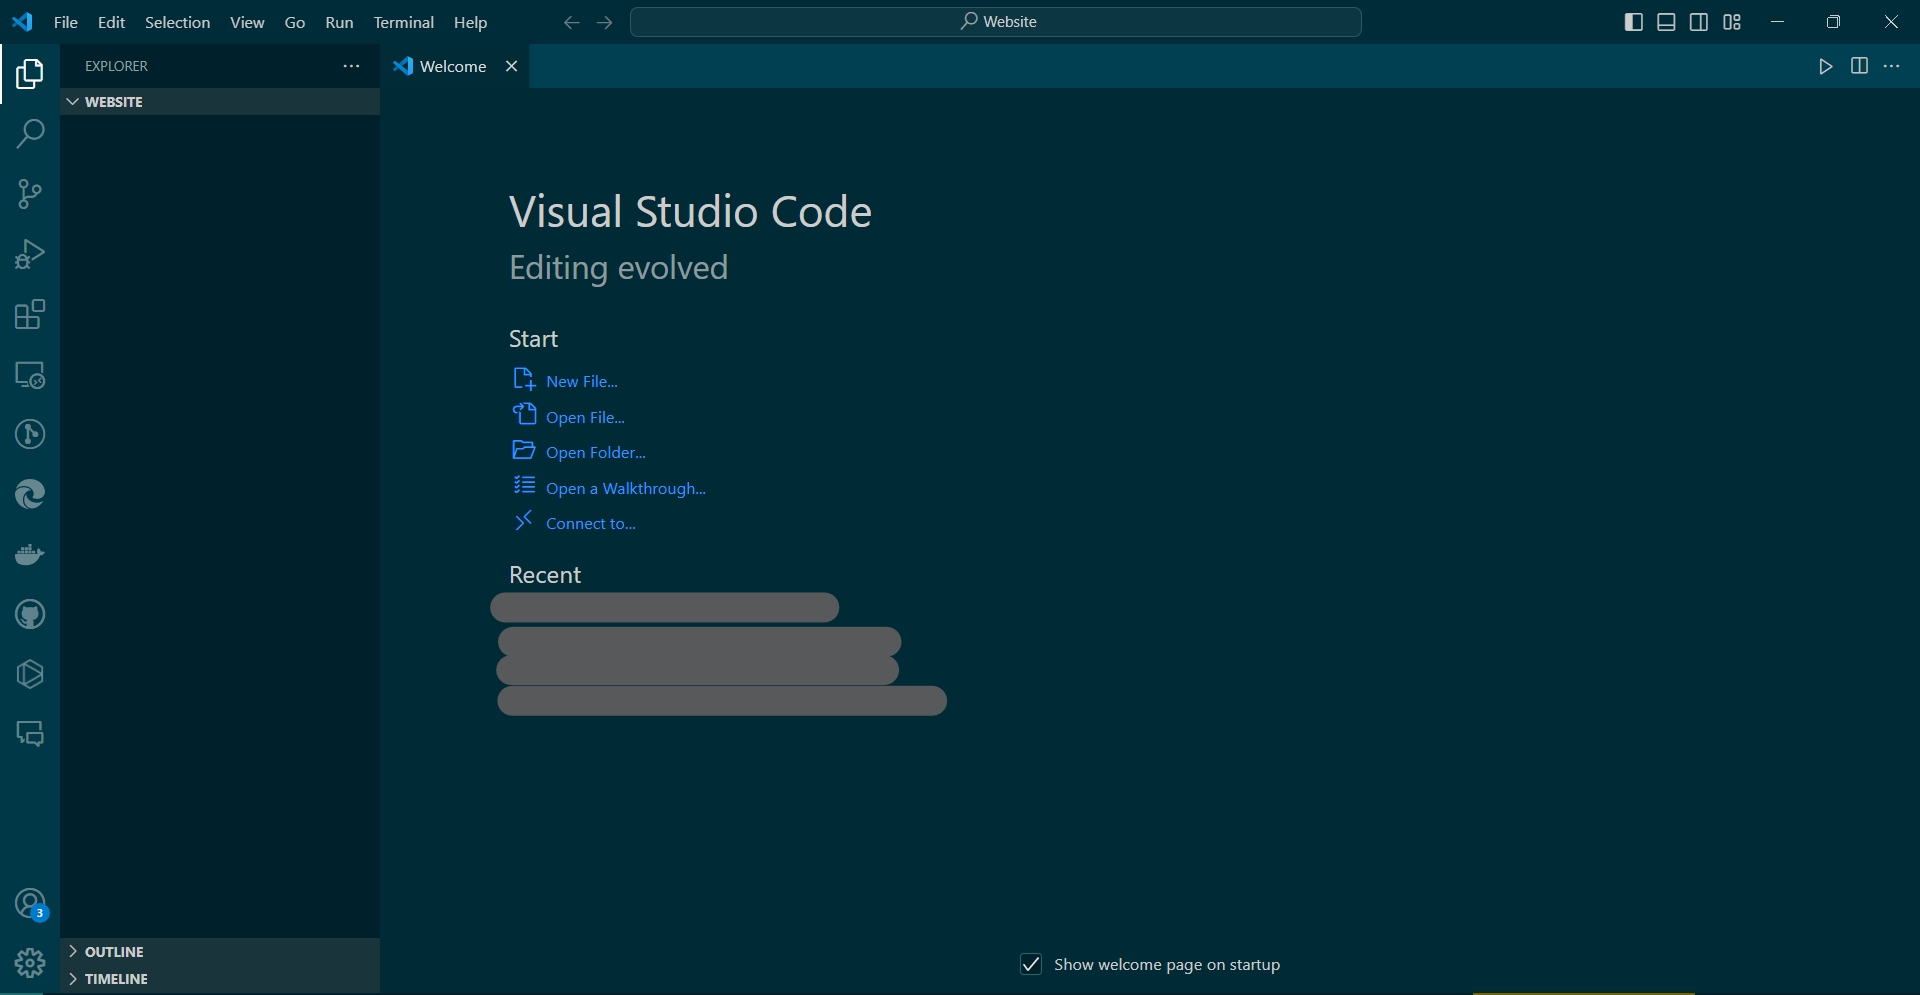 File Edit Selection View Go Run Terminal Help
Website
EXPLORER
Welcome
WEBSITE
Visual Studio Code
Editing evolved
Start
New File...
Open File...
Open Folder...
Open a Walkthrough...
Connect to...
Recent
3
OUTLINE
TIMELINE
Show welcome page on startup